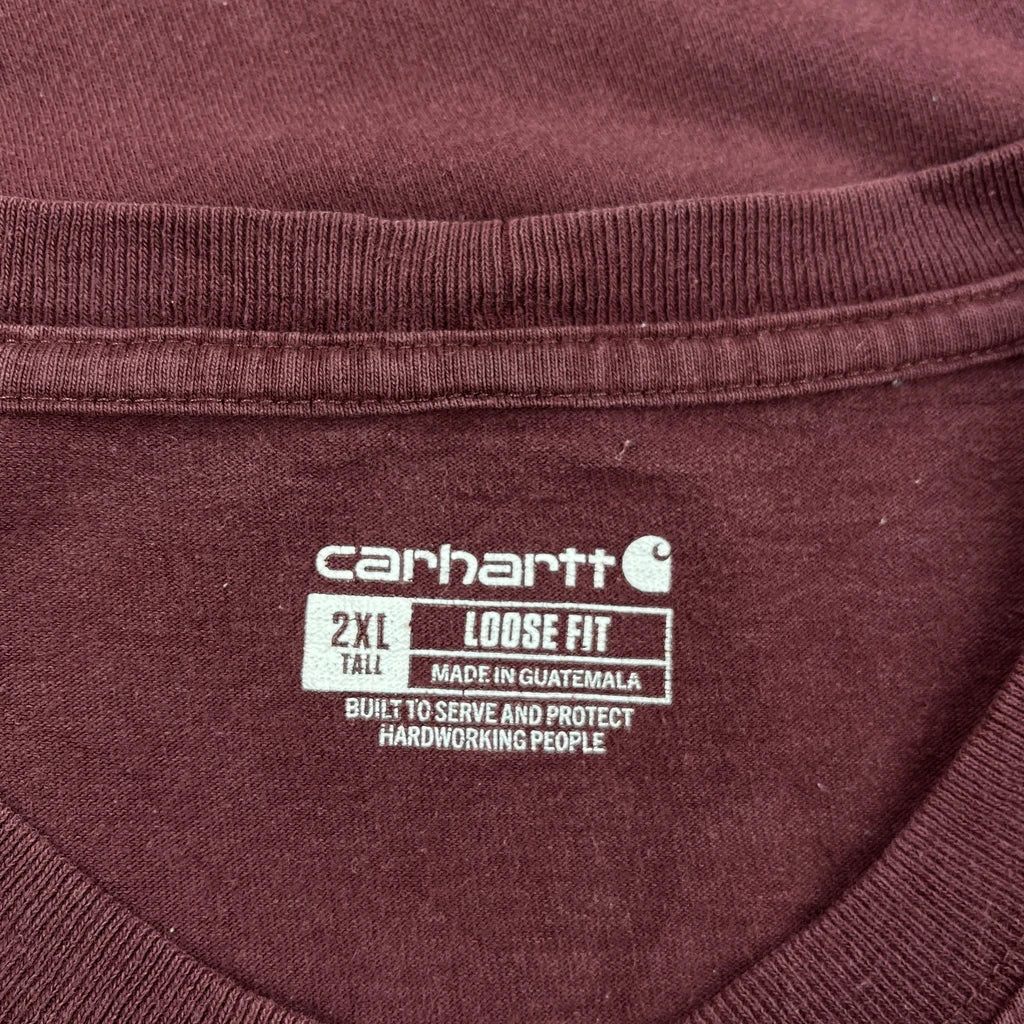 carhartt
2XL
TALL
LOOSE FIT
MADE IN GUATEMALA
BUILT TO SERVE AND PROTECT
HARDWORKING PEOPLE